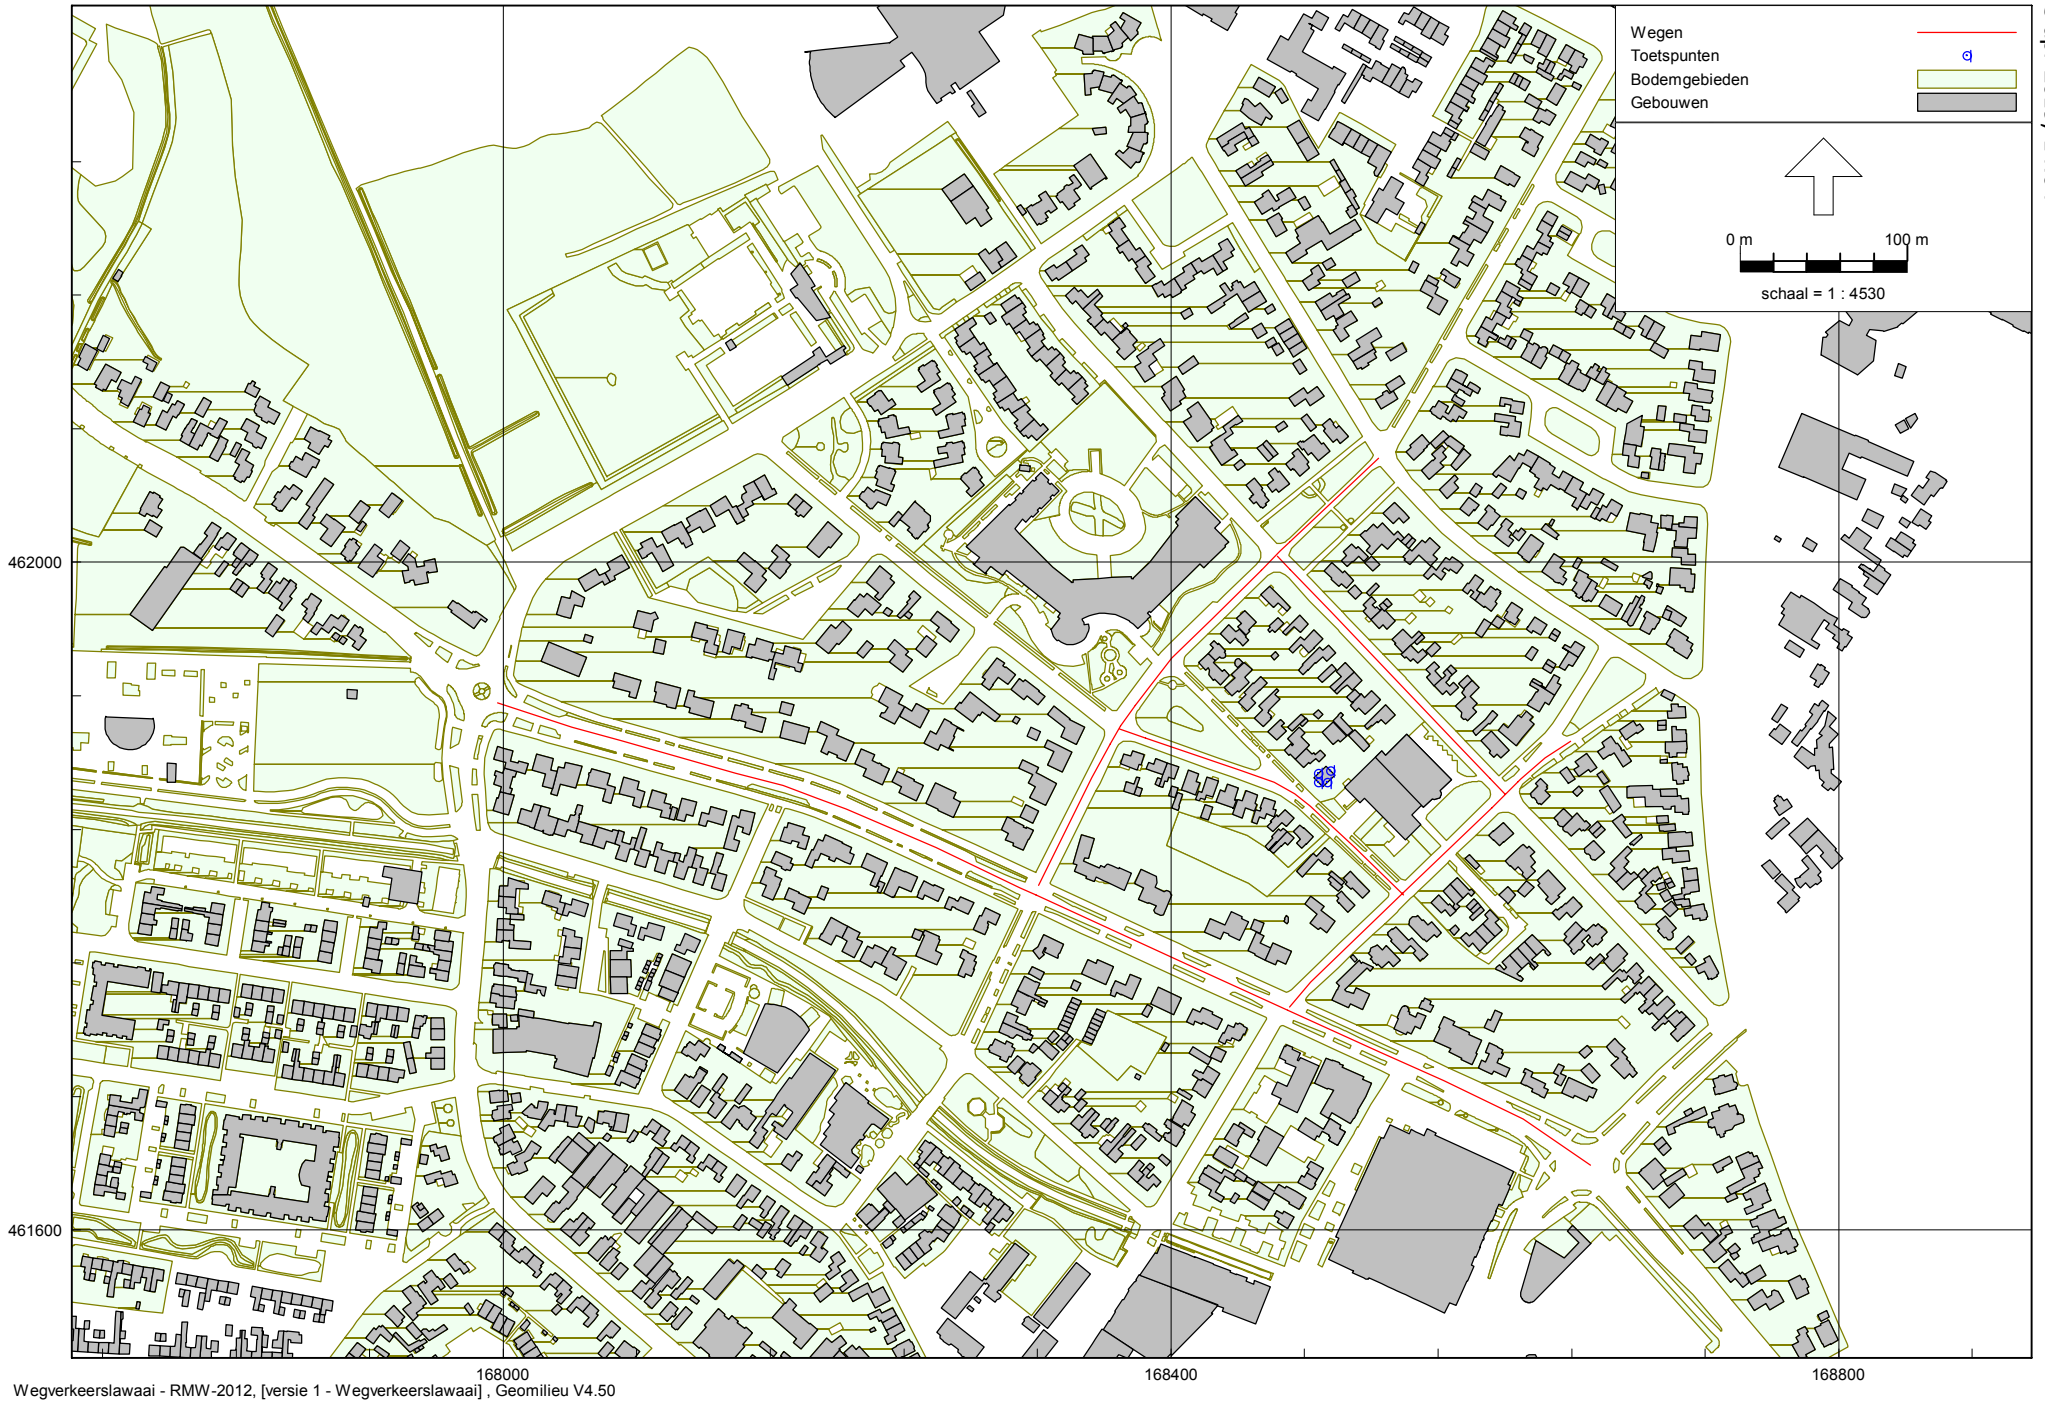 Wegen
Toetspunten
Bodemgebieden
Gebouwen
0 m 100 m
schaal = 1 : 4530
462000
461600
168000 168400 168800
Wegverkeerslawaai - RMW-2012, [versie 1 - Wegverkeerslawaai] , Geomilieu V4.50